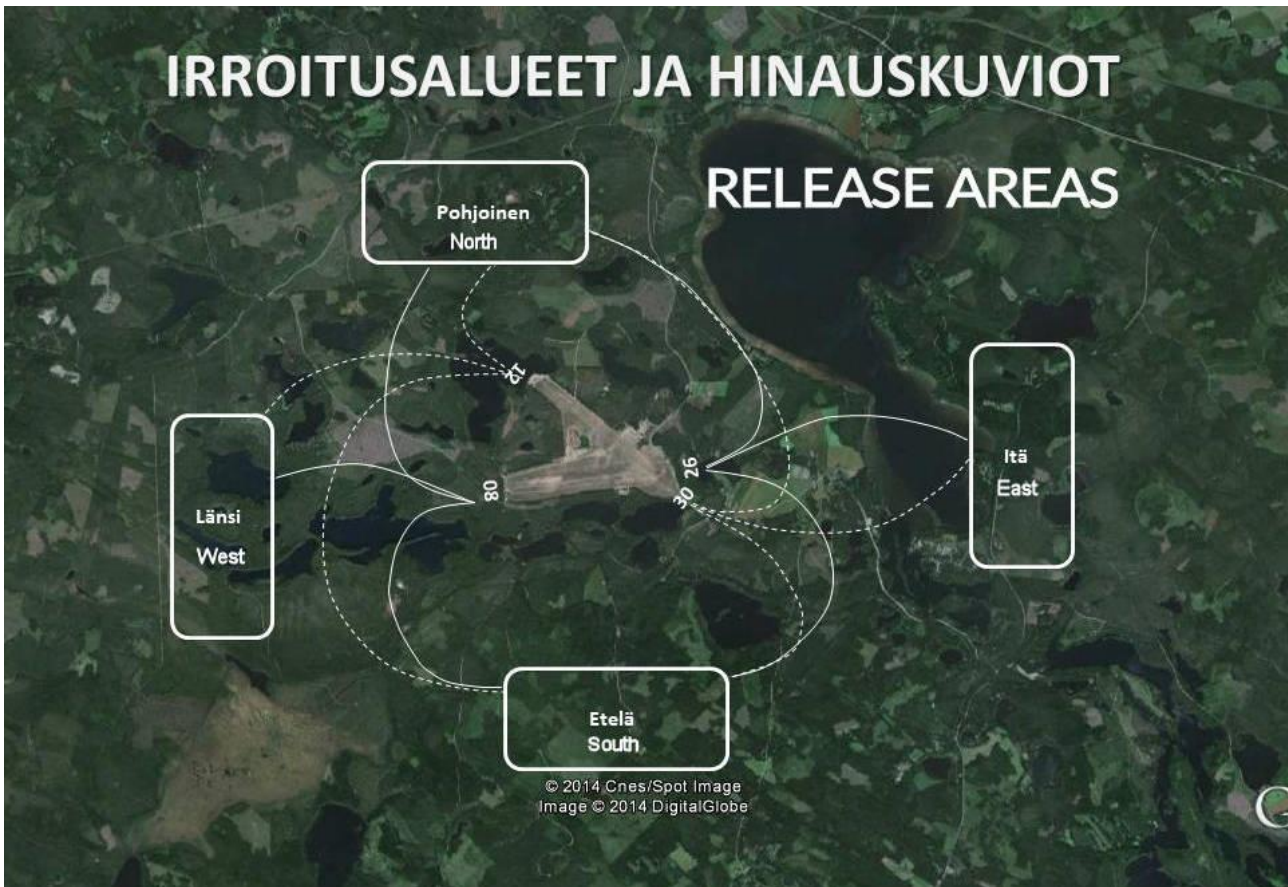 IRROITUSALUEET JA HINAUSKUVIOT
RELEASE AREAS
Pohjoinen
North
12
26
30
08
Itä
East
Länsi
West
Etelä
South
© 2014 Cnes/Spot Image
Image © 2014 DigitalGlobe
G